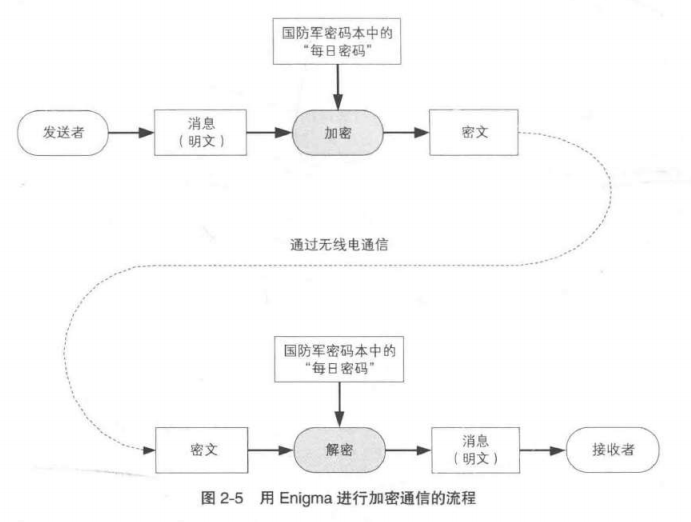 国防军密码本中的
“每日密码”
发送者
消息
（明文）
加密
密文
通过无线电通信
国防军密码本中的
“每日密码”
密文
解密
消息
（明文）
接收者
图 2-5 用 Enigma 进行加密通信的流程